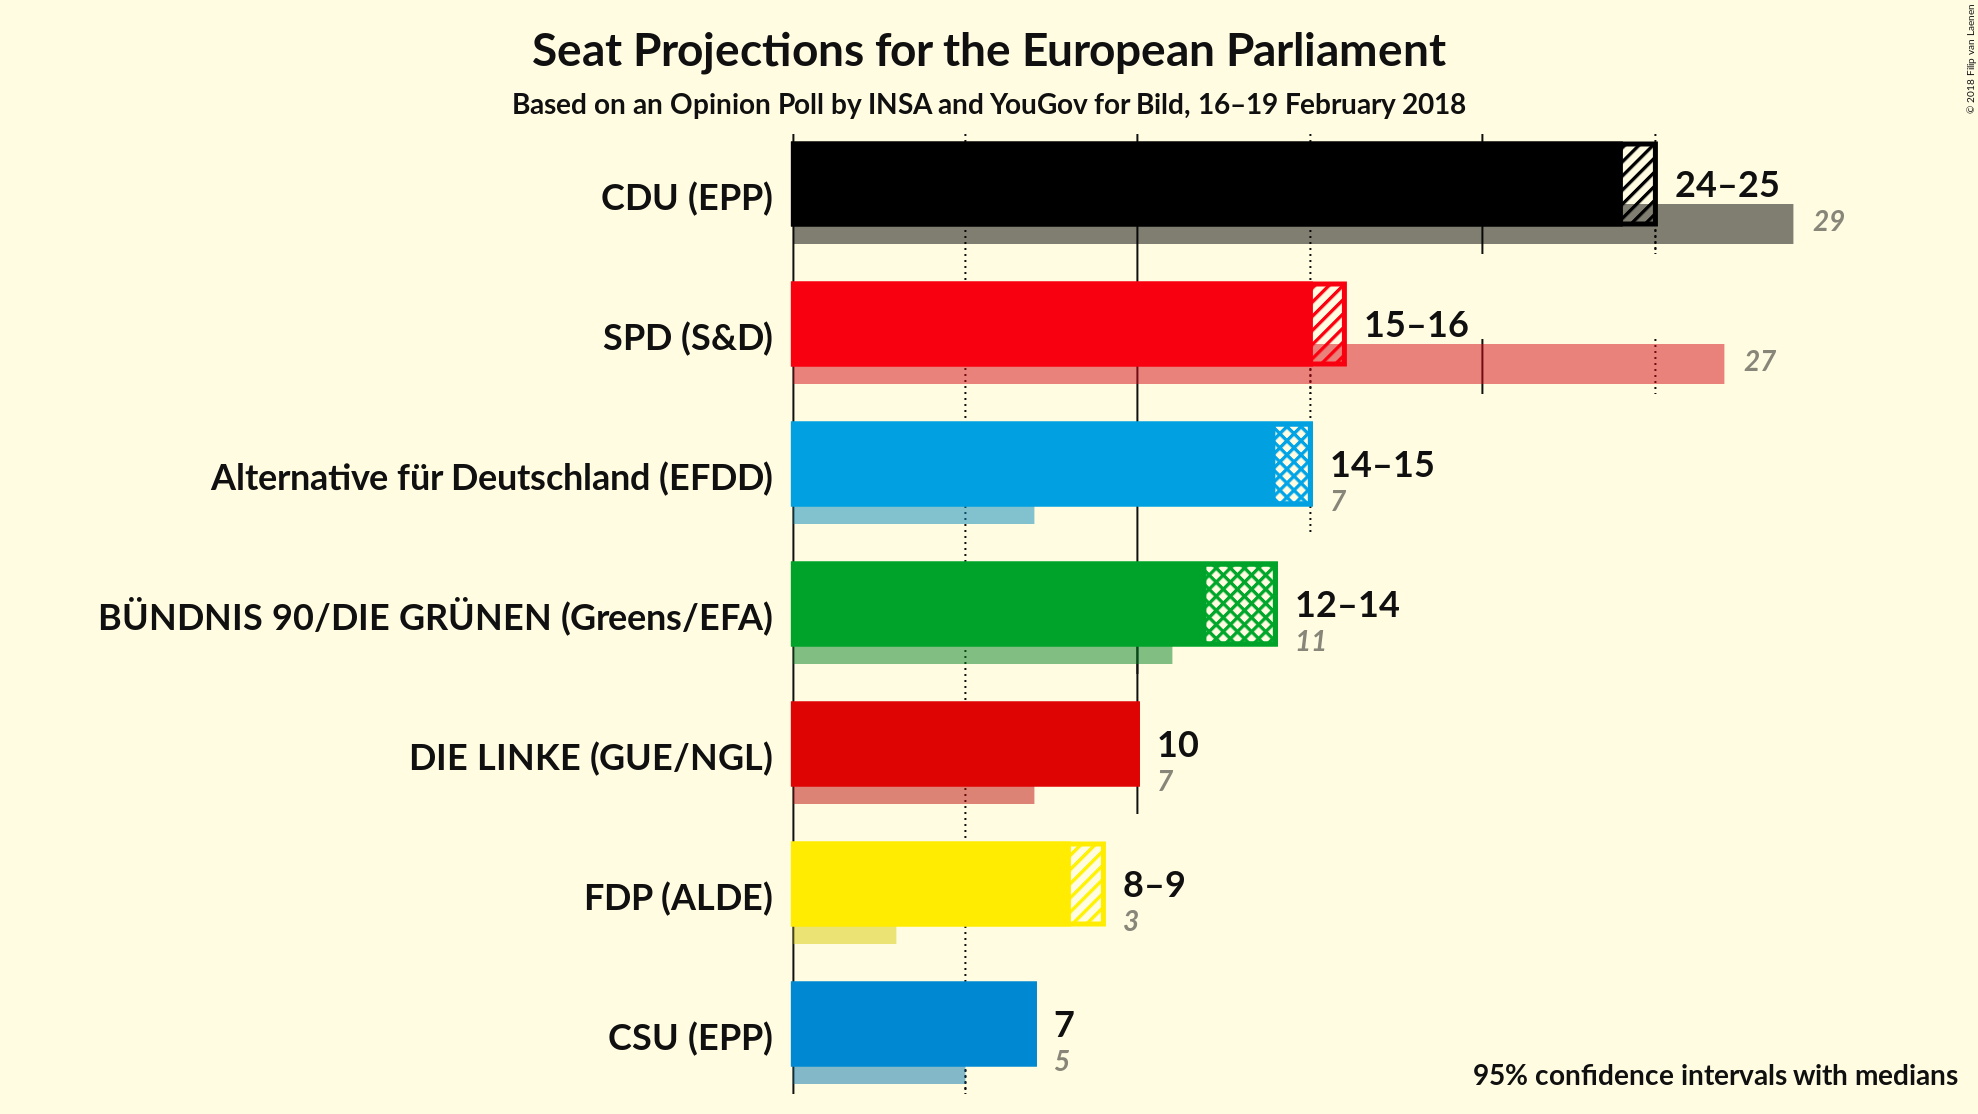 Seat Projections for the European Parliament
Based on an Opinion Poll by INSA and YouGov for Bild, 16–19 February 2018
© 2018 Filip van Laenen
CDU (EPP)
24–25
29
SPD (S&D)
15–16
27
Alternative für Deutschland (EFDD)
14–15
7
BÜNDNIS 90/DIE GRÜNEN (Greens/EFA)
12–14
11
DIE LINKE (GUE/NGL)
10
7
FDP (ALDE)
8–9
3
CSU (EPP)
7
5
95% confidence intervals with medians